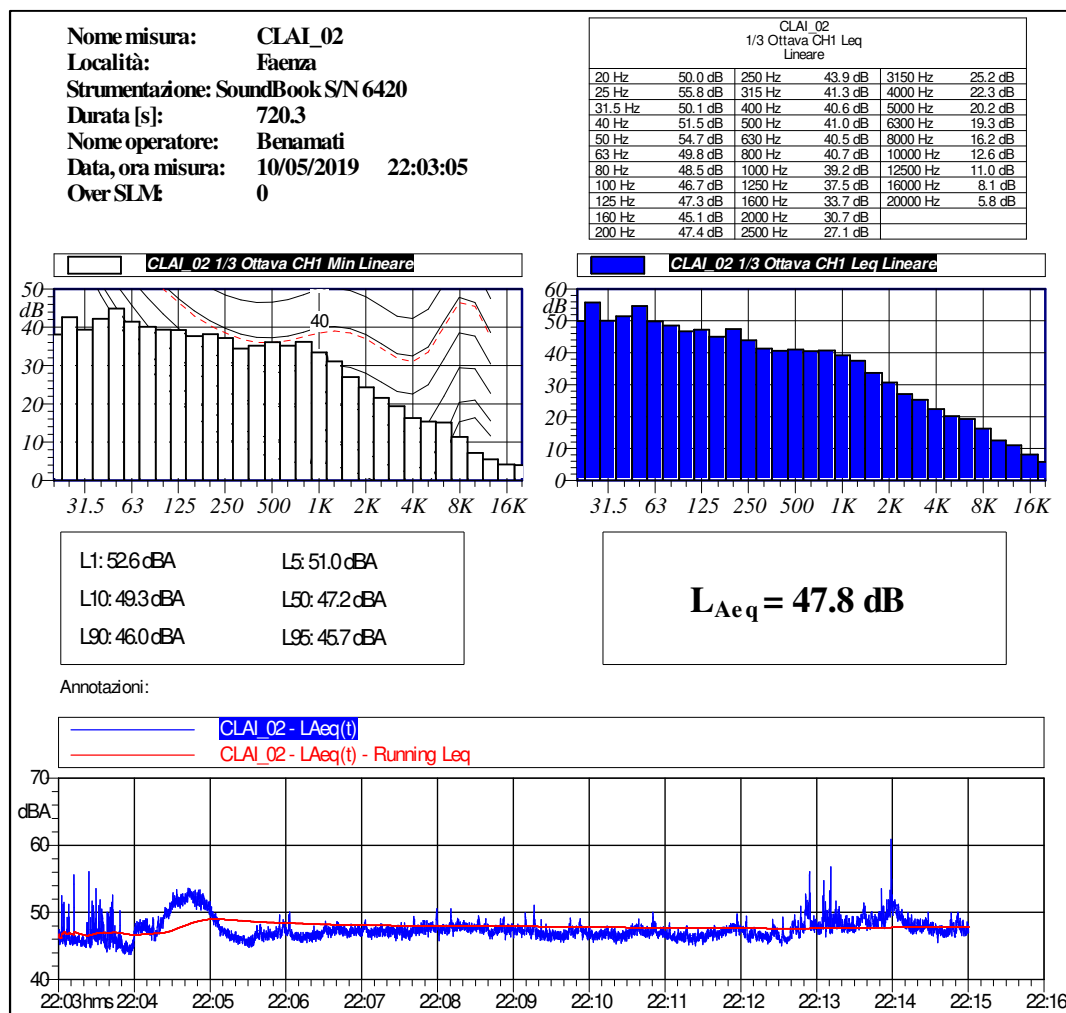 Nome misura: CLAI_02
Località: Faenza
Strumentazione: SoundBook S/N 6420
Durata [s]: 720.3
Nome operatore: Benamati
Data, ora misura: 10/05/2019 22:03:05
Over SLM: 0
CLAI_02
1/3 Ottava CH1 Leq
Lineare
20 Hz 50.0 dB 250 Hz 43.9 dB 3150 Hz 25.2 dB
25 Hz 55.8 dB 315 Hz 41.3 dB 4000 Hz 22.3 dB
31.5 Hz 50.1 dB 400 Hz 40.6 dB 5000 Hz 20.2 dB
40 Hz 51.5 dB 500 Hz 41.0 dB 6300 Hz 19.3 dB
50 Hz 54.7 dB 630 Hz 40.5 dB 8000 Hz 16.2 dB
63 Hz 49.8 dB 800 Hz 40.7 dB 10000 Hz 12.6 dB
80 Hz 48.5 dB 1000 Hz 39.2 dB 12500 Hz 11.0 dB
100 Hz 46.7 dB 1250 Hz 37.5 dB 16000 Hz 8.1 dB
125 Hz 47.3 dB 1600 Hz 33.7 dB 20000 Hz 5.8 dB
160 Hz 45.1 dB 2000 Hz 30.7 dB
200 Hz 47.4 dB 2500 Hz 27.1 dB
CLAI_02 1/3 Ottava CH1 Min Lineare
50
dB
40
40
30
20
10
0
31.5 63 125 250 500 1K 2K 4K 8K 16K
CLAI_02 1/3 Ottava CH1 Leq Lineare
60
dB
50
40
30
20
10
0
31.5 63 125 250 500 1K 2K 4K 8K 16K
L1: 52.6 dBA L5: 51.0 dBA
L10: 49.3 dBA L50: 47.2 dBA
L90: 46.0 dBA L95: 45.7 dBA
LAeq = 47.8 dB
Annotazioni:
CLAI_02 - LAeq(t)
CLAI_02 - LAeq(t) - Running Leq
70
dBA
60
50
40
22:03hms 22:04 22:05 22:06 22:07 22:08 22:09 22:10 22:11 22:12 22:13 22:14 22:15 22:16